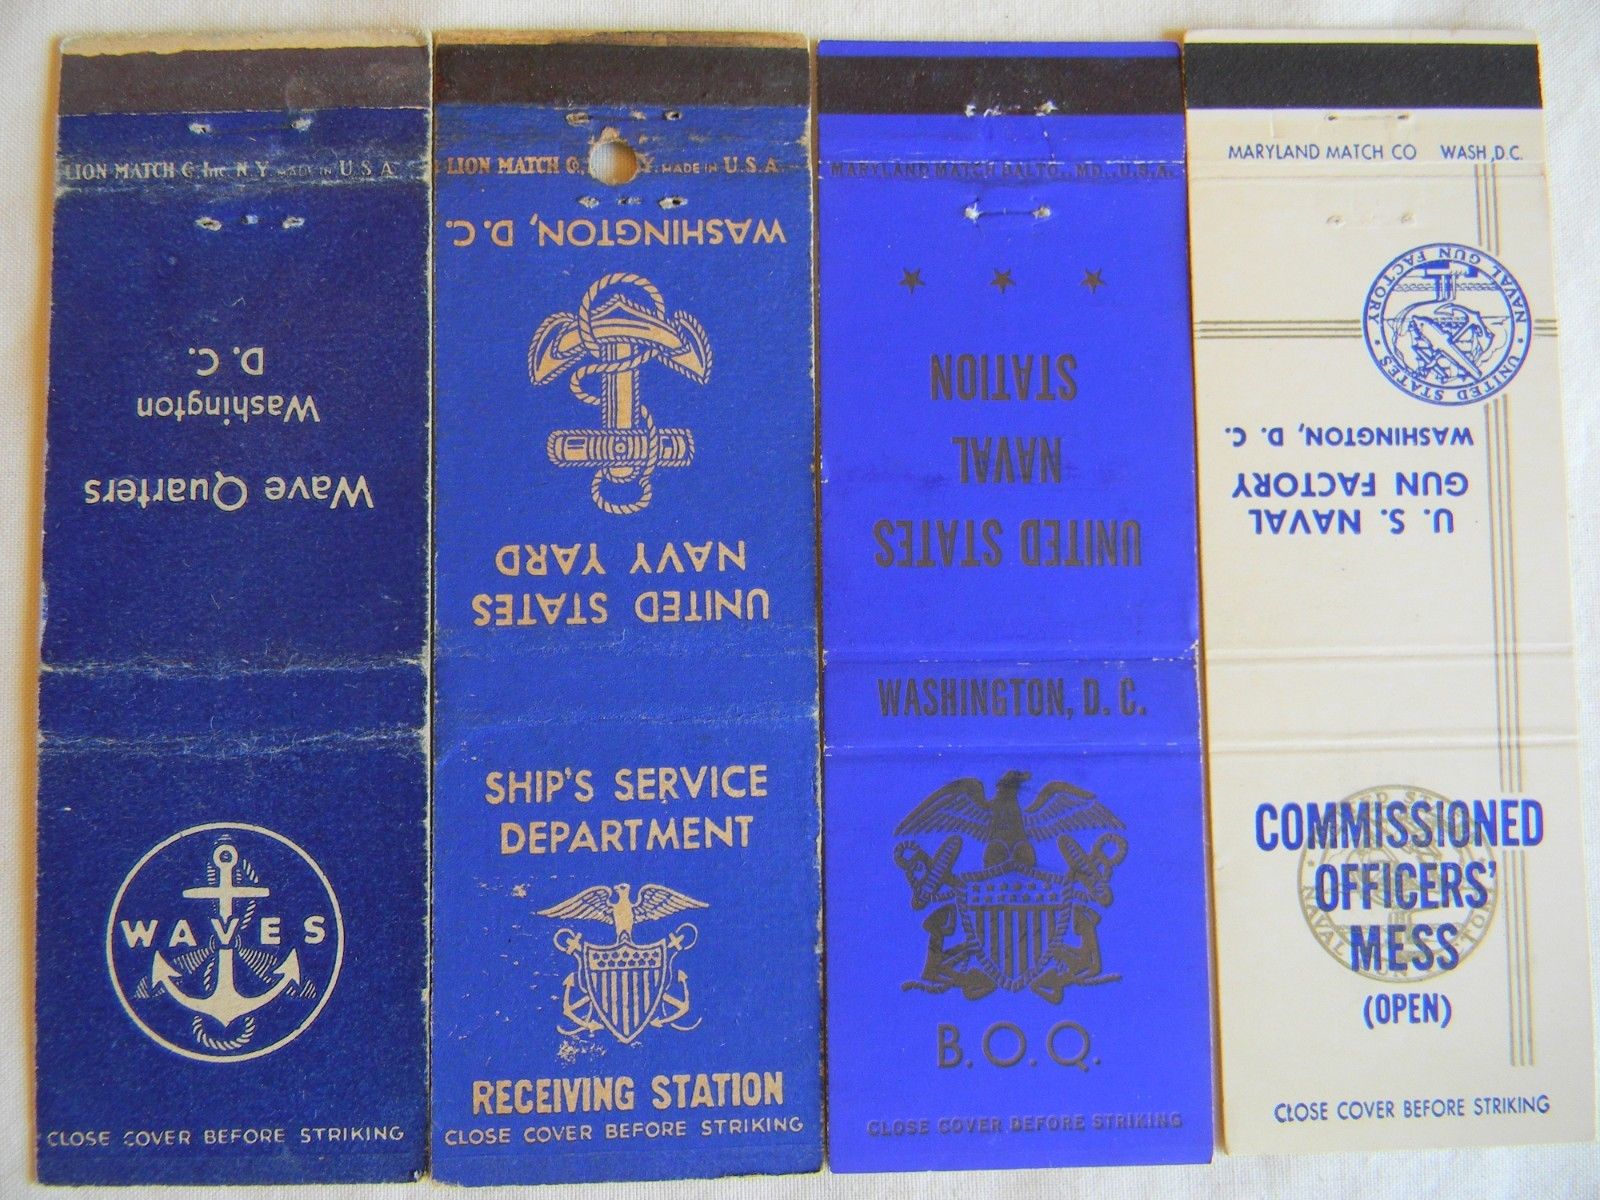 LION MATCH C, Inc. N.Y. MADE IN U.S.A.
D. C.
Washington
Wave Quarters
WAVES
CLOSE COVER BEFORE STRIKING
LION MATCH C, Y. MADE IN U.S.A.
WASHINGTON, D. C.
UNITED STATES
NAVY YARD
SHIP'S SERVICE
DEPARTMENT
RECEIVING STATION
CLOSE COVER BEFORE STRIKING
MARYLAND MATCH BALTO., MD., U.S.A.
UNITED STATES
NAVAL
STATION
WASHINGTON, D. C.
B. O. Q.
CLOSE COVER BEFORE STRIKING
MARYLAND MATCH CO WASH, D.C.
UNITED STATES NAVAL GUN FACTORY
U. S. NAVAL
GUN FACTORY
WASHINGTON, D. C.
COMMISSIONED
OFFICERS'
MESS
(OPEN)
CLOSE COVER BEFORE STRIKING